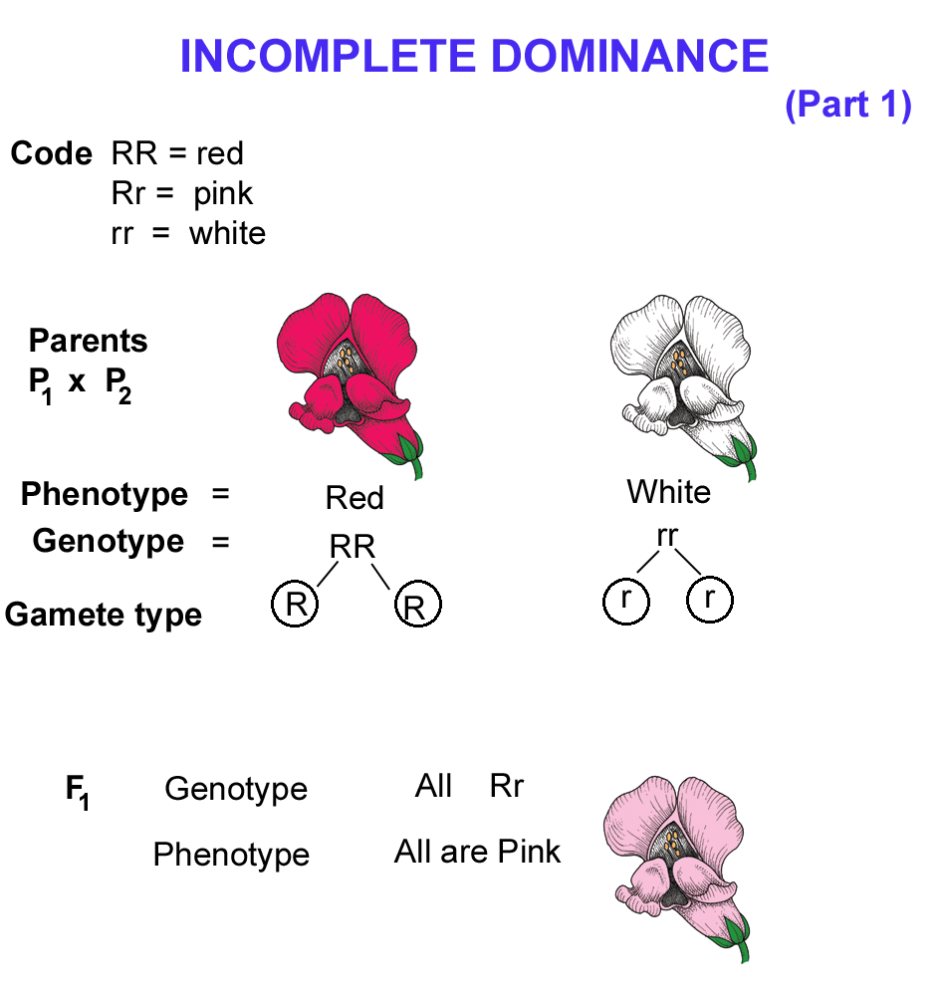 INCOMPLETE DOMINANCE
(Part 1)
Code RR = red
Rr = pink
rr = white
Parents
P1 x P2
Phenotype = Red White
Genotype = RR rr
Gamete type R R r r
F1 Genotype All Rr
Phenotype All are Pink